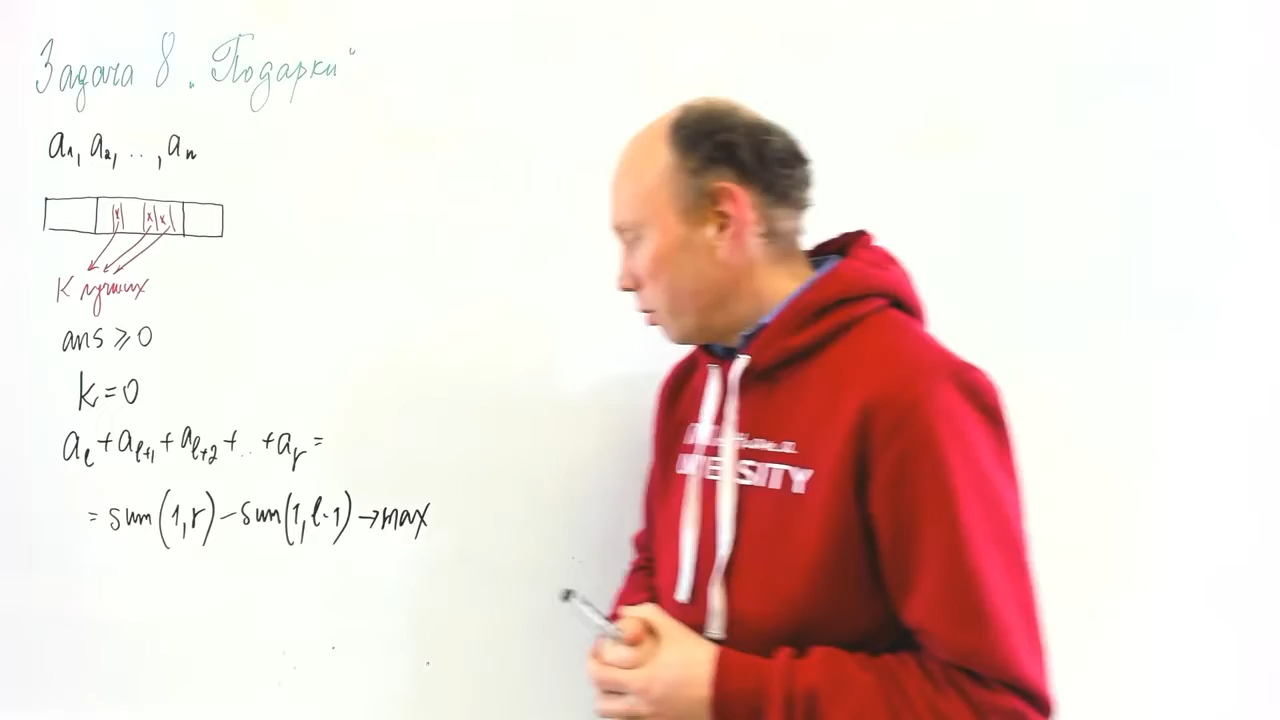 Задача 8 „Подарки“
a₁, a₂, ..., aₙ
x x x
K лучших
ans ≥ 0
k = 0
aₗ + aₗ₊₁ + aₗ₊₂ + .. + aᵣ =
= sum(1, r) - sum(1, l-1) → max